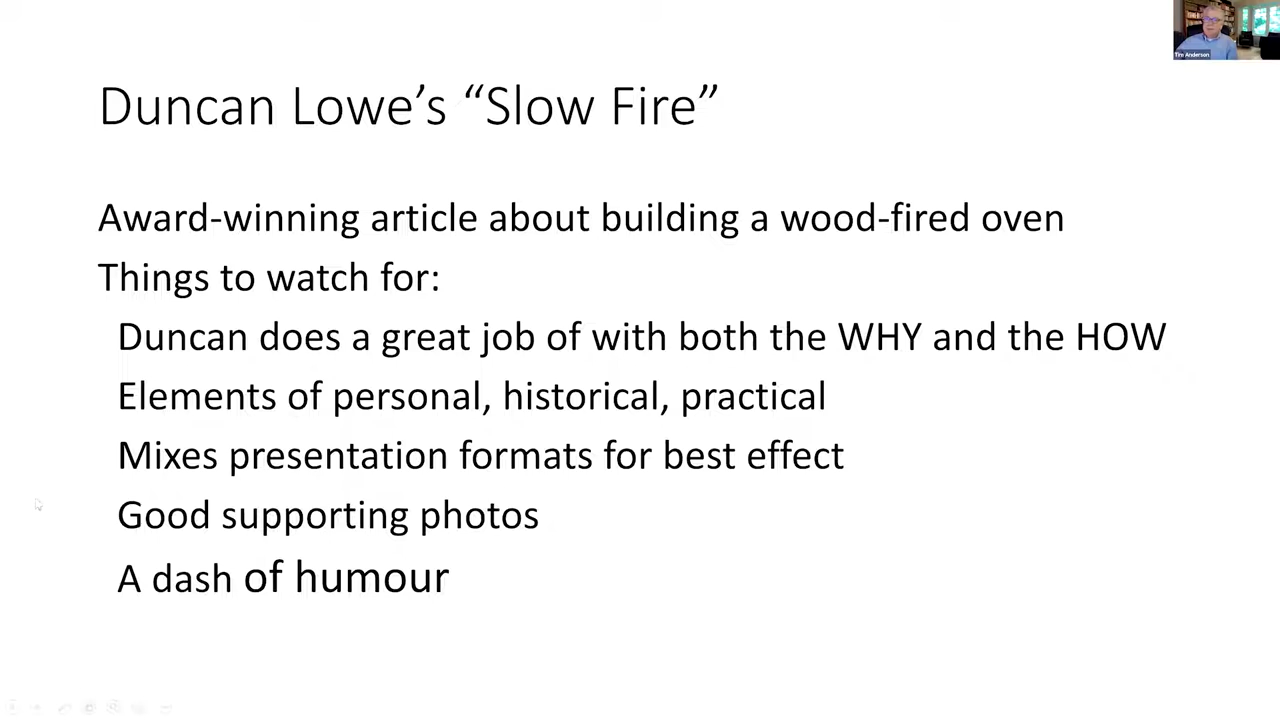 Tim Anderson
Duncan Lowe’s “Slow Fire”
Award-winning article about building a wood-fired oven
Things to watch for:
Duncan does a great job of with both the WHY and the HOW
Elements of personal, historical, practical
Mixes presentation formats for best effect
Good supporting photos
A dash of humour